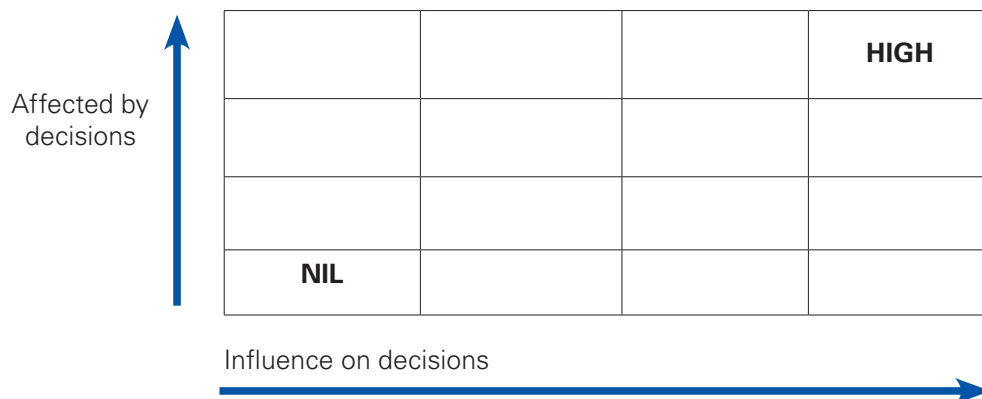 HIGH
Affected by
decisions
NIL
Influence on decisions